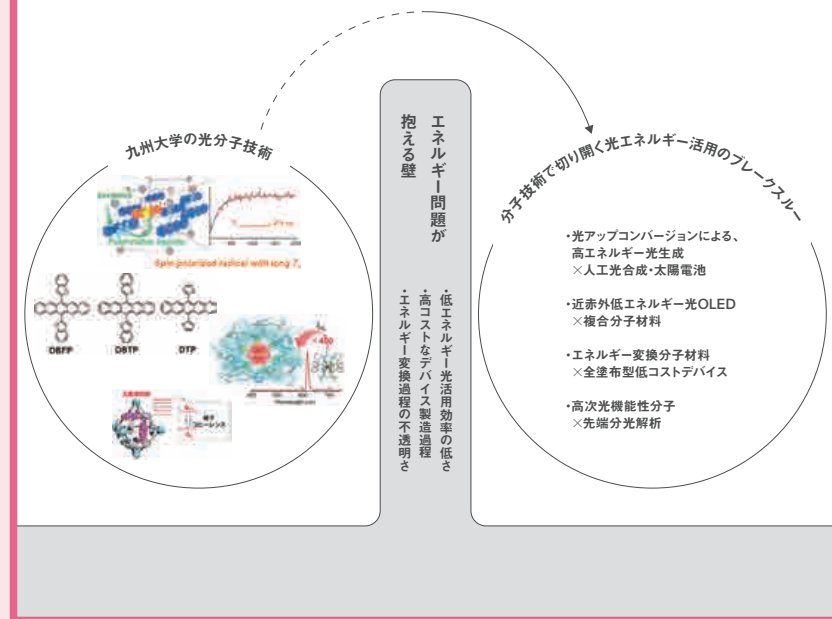 九州大学の光分子技術
Spin-polarized radical with long T₁
DBFP
DBTP
DTP
< 400
量子
コヒーレンス
エネルギー問題が
抱える壁
・低エネルギー光活用効率の低さ
・高コストなデバイス製造過程
・エネルギー変換過程の不透明さ
分子技術で切り開く光エネルギー活用のブレークスルー
・光アップコンバージョンによる、
高エネルギー光生成
×人工光合成・太陽電池
・近赤外低エネルギー光OLED
×複合分子材料
・エネルギー変換分子材料
×全塗布型低コストデバイス
・高次光機能性分子
×先端分光解析